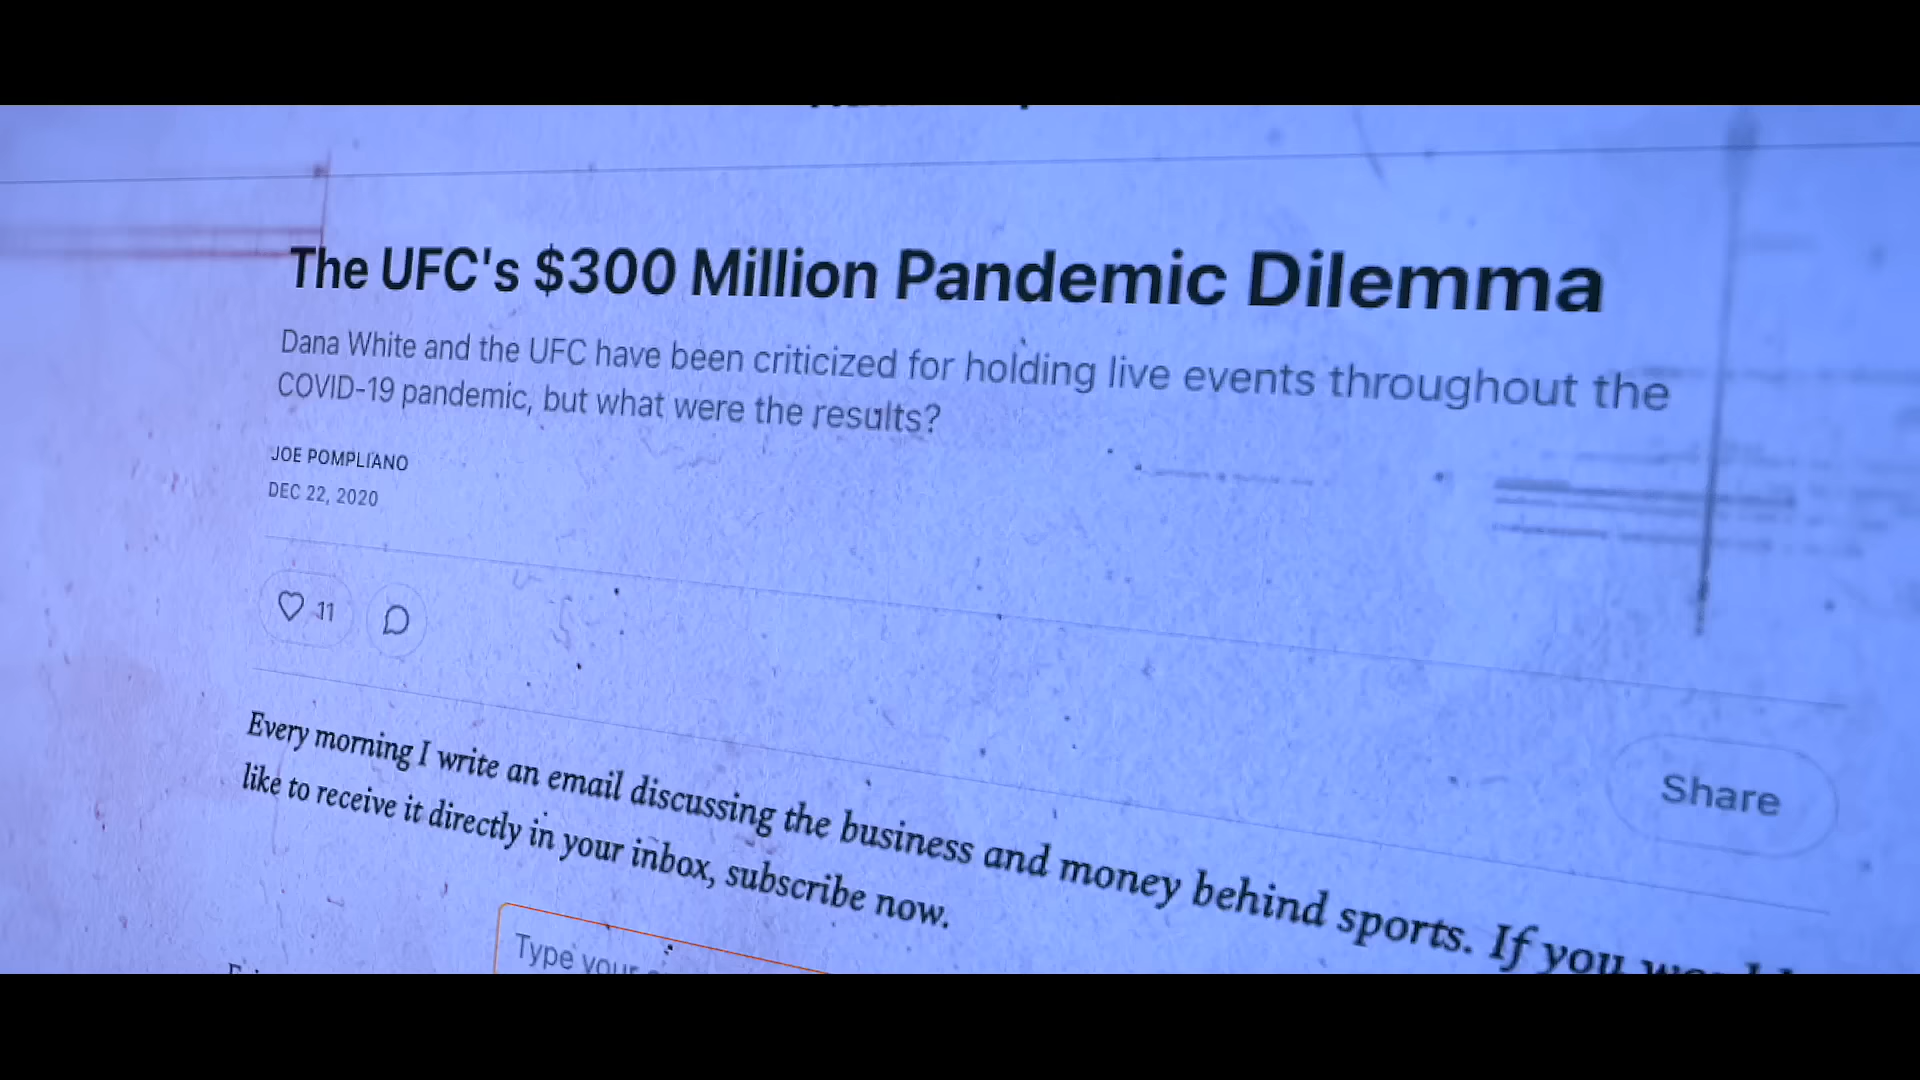 The UFC's $300 Million Pandemic Dilemma
Dana White and the UFC have been criticized for holding live events throughout the
COVID-19 pandemic, but what were the results?
JOE POMPLIANO
DEC 22, 2020
11
Every morning I write an email discussing the business and money behind sports. If you
like to receive it directly in your inbox, subscribe now.
Share
Type your